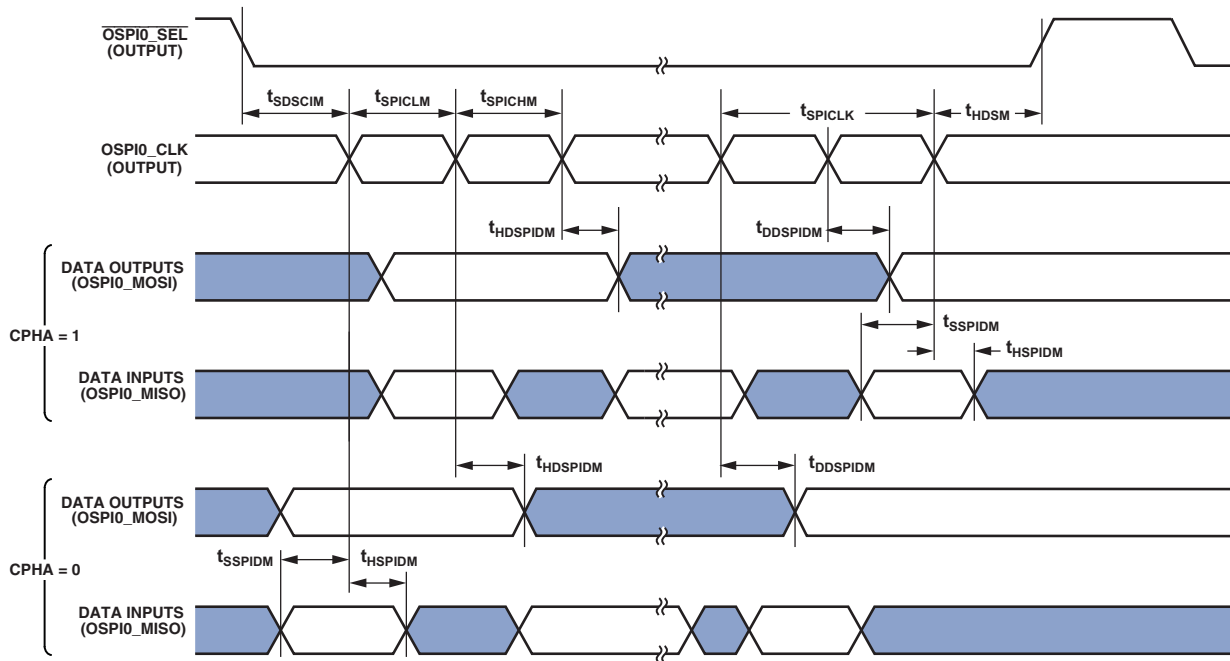 OSPI0_SEL
(OUTPUT)
tSDSCIM
tSPICLM
tSPICHM
tSPICLK
tHDSM
OSPI0_CLK
(OUTPUT)
tHDSPIDM
tDDSPIDM
DATA OUTPUTS
(OSPI0_MOSI)
CPHA = 1
tSSPIDM
tHSPIDM
DATA INPUTS
(OSPI0_MISO)
tHDSPIDM
tDDSPIDM
DATA OUTPUTS
(OSPI0_MOSI)
CPHA = 0
tSSPIDM
tHSPIDM
DATA INPUTS
(OSPI0_MISO)